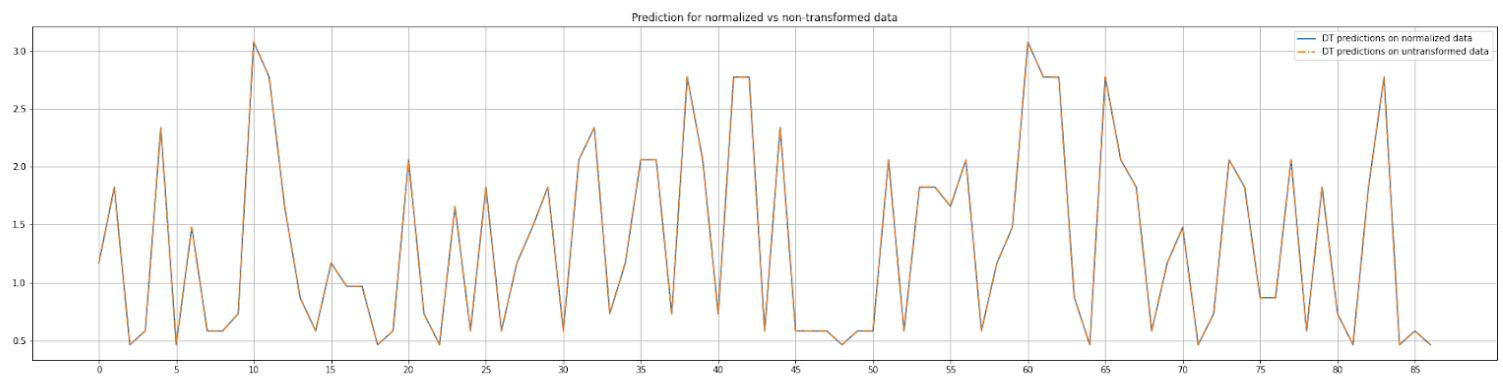 Prediction for normalized vs non-transformed data
DT predictions on normalized data
DT predictions on untransformed data
3.0
2.5
2.0
1.5
1.0
0.5
0 5 10 15 20 25 30 35 40 45 50 55 60 65 70 75 80 85